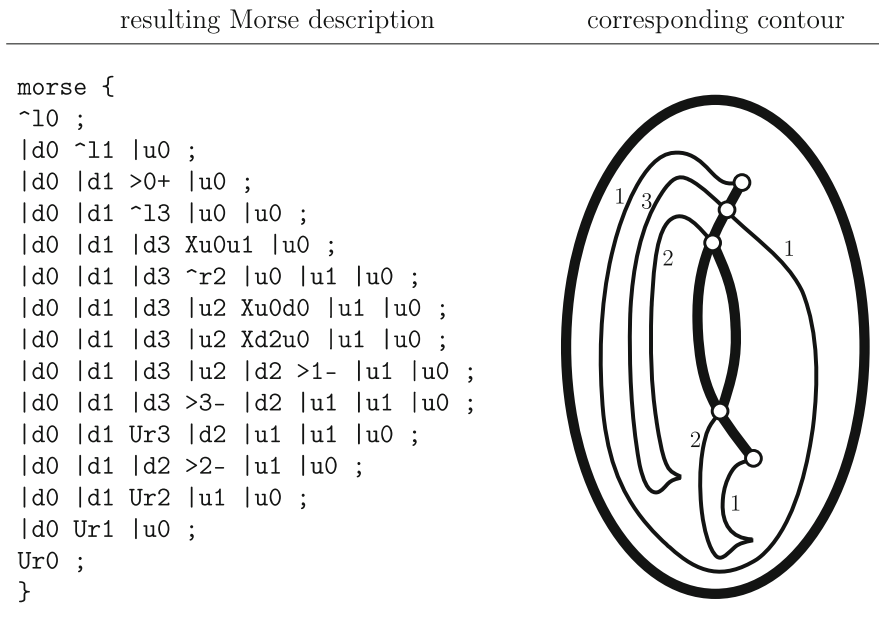 resulting Morse description corresponding contour
morse {
^l0 ;
|d0 ^l1 |u0 ;
|d0 |d1 >0+ |u0 ;
|d0 |d1 ^l3 |u0 |u0 ;
|d0 |d1 |d3 Xu0u1 |u0 ;
|d0 |d1 |d3 ^r2 |u0 |u1 |u0 ;
|d0 |d1 |d3 |u2 Xu0d0 |u1 |u0 ;
|d0 |d1 |d3 |u2 Xd2u0 |u1 |u0 ;
|d0 |d1 |d3 |u2 |d2 >1- |u1 |u0 ;
|d0 |d1 |d3 >3- |d2 |u1 |u1 |u0 ;
|d0 |d1 Ur3 |d2 |u1 |u1 |u0 ;
|d0 |d1 |d2 >2- |u1 |u0 ;
|d0 |d1 Ur2 |u1 |u0 ;
|d0 Ur1 |u0 ;
Ur0 ;
}
1 3
1
2
2
1